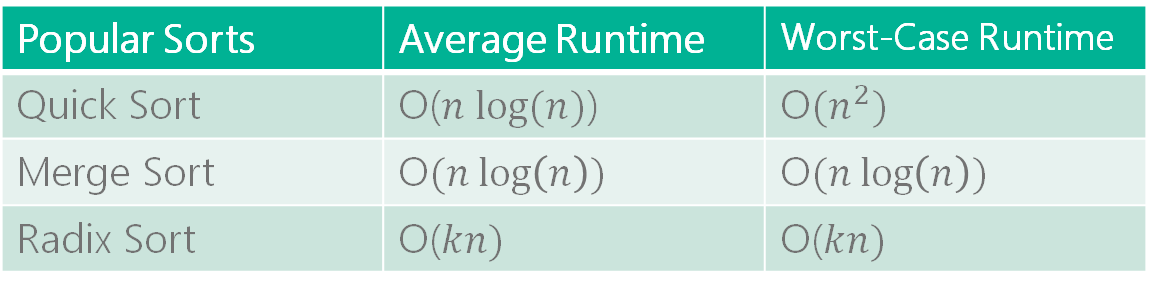 Popular Sorts Average Runtime Worst-Case Runtime
Quick Sort O(n log(n)) O(n²)
Merge Sort O(n log(n)) O(n log(n))
Radix Sort O(kn) O(kn)